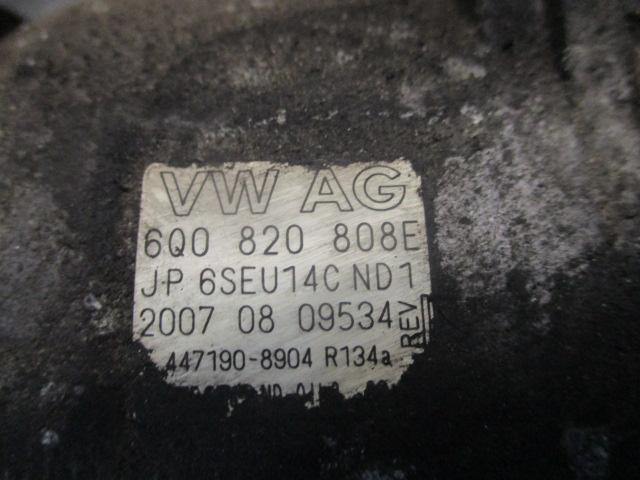 VW AG
6Q0 820 808E
JP 6SEU14C ND1
2007 08 09534
REV
447190-8904 R134a